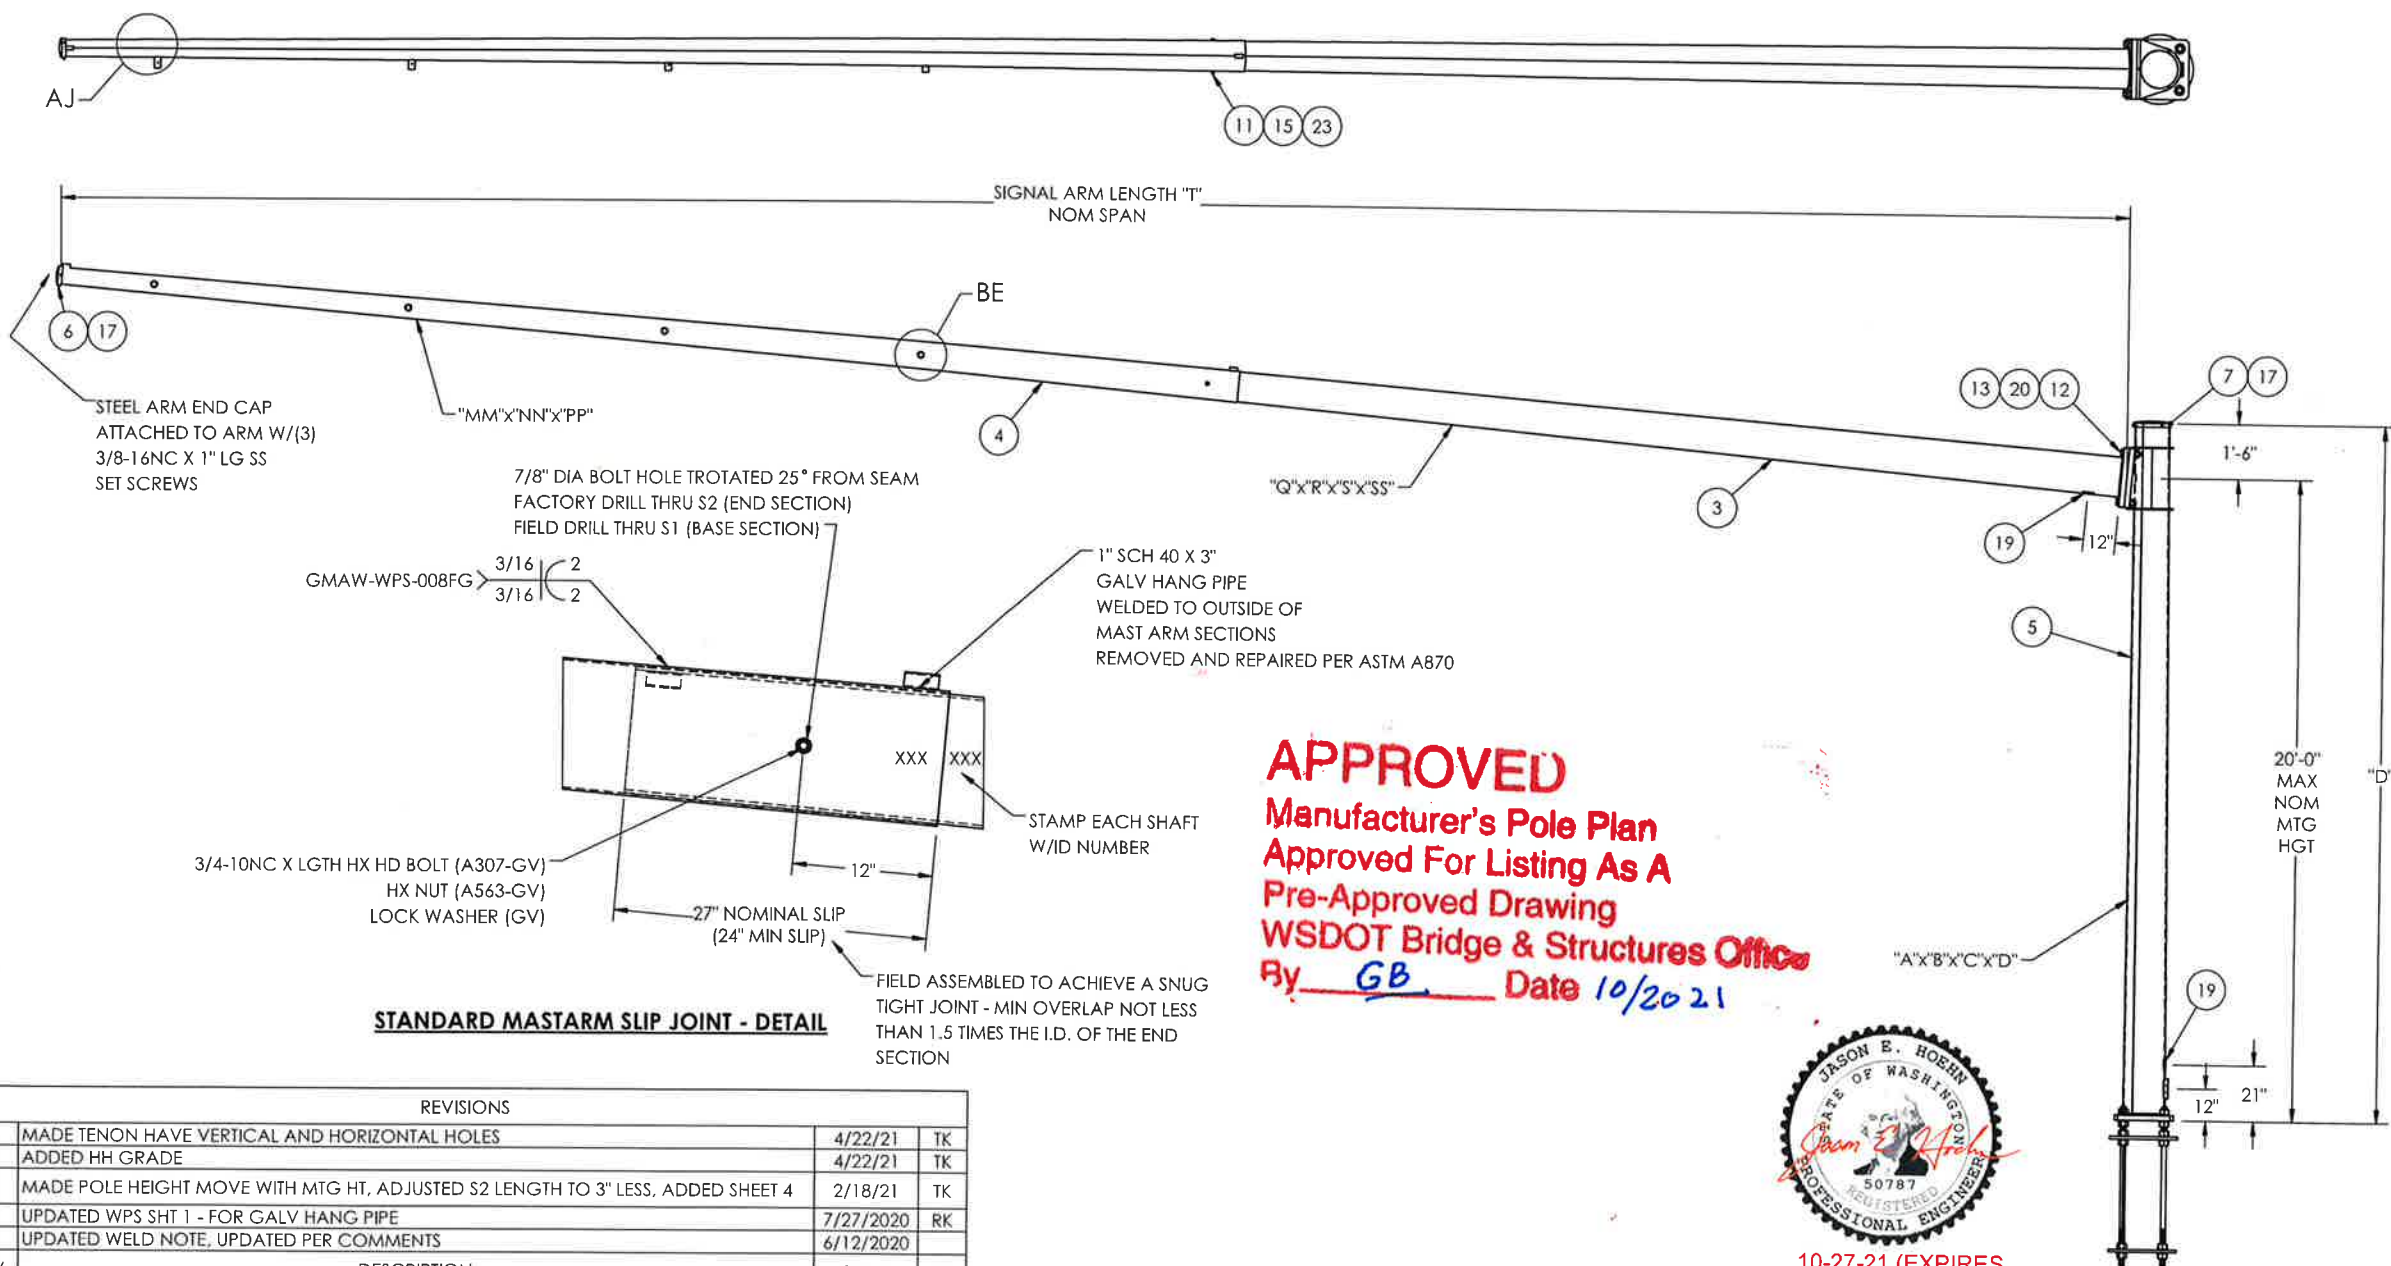 AJ
11 15 23
SIGNAL ARM LENGTH "T"
NOM SPAN
BE
6 17
STEEL ARM END CAP
ATTACHED TO ARM W/(3)
3/8-16NC X 1" LG SS
SET SCREWS
"MM"x"NN"x"PP"
4
"Q"x"R"x"S"x"SS"
3
13 20 12
7 17
1'-6"
19
12"
5
7/8" DIA BOLT HOLE TROTATED 25° FROM SEAM
FACTORY DRILL THRU S2 (END SECTION)
FIELD DRILL THRU S1 (BASE SECTION)
GMAW-WPS-008FG
3/16 2
3/16 2
1" SCH 40 X 3"
GALV HANG PIPE
WELDED TO OUTSIDE OF
MAST ARM SECTIONS
REMOVED AND REPAIRED PER ASTM A870
XXX XXX
STAMP EACH SHAFT
W/ID NUMBER
3/4-10NC X LGTH HX HD BOLT (A307-GV)
HX NUT (A563-GV)
LOCK WASHER (GV)
12"
27" NOMINAL SLIP
(24" MIN SLIP)
FIELD ASSEMBLED TO ACHIEVE A SNUG
TIGHT JOINT - MIN OVERLAP NOT LESS
THAN 1.5 TIMES THE I.D. OF THE END
SECTION
STANDARD MASTARM SLIP JOINT - DETAIL
APPROVED
Manufacturer's Pole Plan
Approved For Listing As A
Pre-Approved Drawing
WSDOT Bridge & Structures Office
By GB Date 10/2021
20'-0"
MAX
NOM
MTG
HGT
"D"
"A"x"B"x"C"x"D"
19
12"
21"
JASON E. HOEHN
STATE OF WASHINGTON
Jason E Hoehn
50787
REGISTERED
PROFESSIONAL ENGINEER
10-27-21 (EXPIRES
REVISIONS
MADE TENON HAVE VERTICAL AND HORIZONTAL HOLES 4/22/21 TK
ADDED HH GRADE 4/22/21 TK
MADE POLE HEIGHT MOVE WITH MTG HT, ADJUSTED S2 LENGTH TO 3" LESS, ADDED SHEET 4 2/18/21 TK
UPDATED WPS SHT 1 - FOR GALV HANG PIPE 7/27/2020 RK
UPDATED WELD NOTE, UPDATED PER COMMENTS 6/12/2020
DESCRIPTION